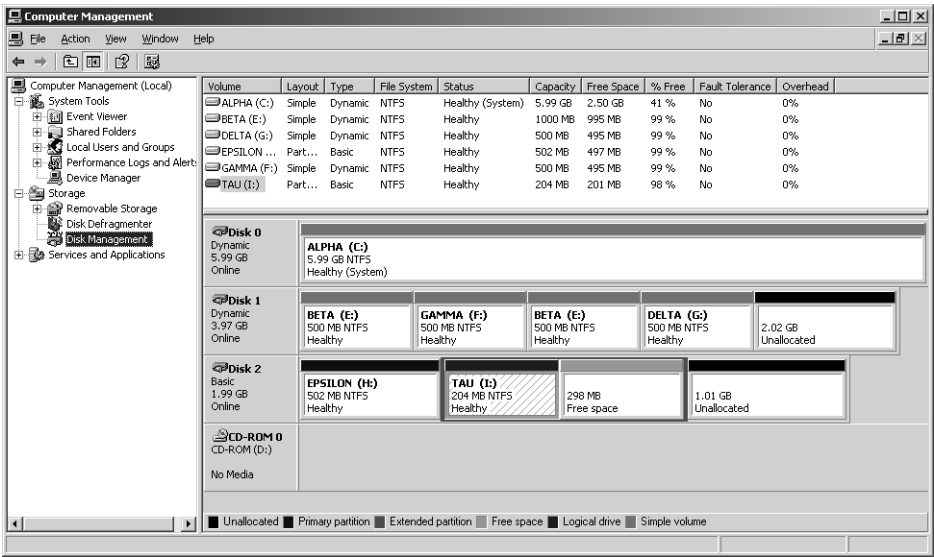 Computer Management
File Action View Window Help
Computer Management (Local)
System Tools
Event Viewer
Shared Folders
Local Users and Groups
Performance Logs and Alert
Device Manager
Storage
Removable Storage
Disk Defragmenter
Disk Management
Services and Applications
Volume Layout Type File System Status Capacity Free Space % Free Fault Tolerance Overhead
ALPHA (C:) Simple Dynamic NTFS Healthy (System) 5.99 GB 2.50 GB 41 % No 0%
BETA (E:) Simple Dynamic NTFS Healthy 1000 MB 995 MB 99 % No 0%
DELTA (G:) Simple Dynamic NTFS Healthy 500 MB 495 MB 99 % No 0%
EPSILON ... Part... Basic NTFS Healthy 502 MB 497 MB 99 % No 0%
GAMMA (F:) Simple Dynamic NTFS Healthy 500 MB 495 MB 99 % No 0%
TAU (I:) Part... Basic NTFS Healthy 204 MB 201 MB 98 % No 0%
Disk 0
Dynamic
5.99 GB
Online
ALPHA (C:)
5.99 GB NTFS
Healthy (System)
Disk 1
Dynamic
3.97 GB
Online
BETA (E:)
500 MB NTFS
Healthy
GAMMA (F:)
500 MB NTFS
Healthy
BETA (E:)
500 MB NTFS
Healthy
DELTA (G:)
500 MB NTFS
Healthy
2.02 GB
Unallocated
Disk 2
Basic
1.99 GB
Online
EPSILON (H:)
502 MB NTFS
Healthy
TAU (I:)
204 MB NTFS
Healthy
298 MB
Free space
1.01 GB
Unallocated
CD-ROM 0
CD-ROM (D:)
No Media
Unallocated Primary partition Extended partition Free space Logical drive Simple volume